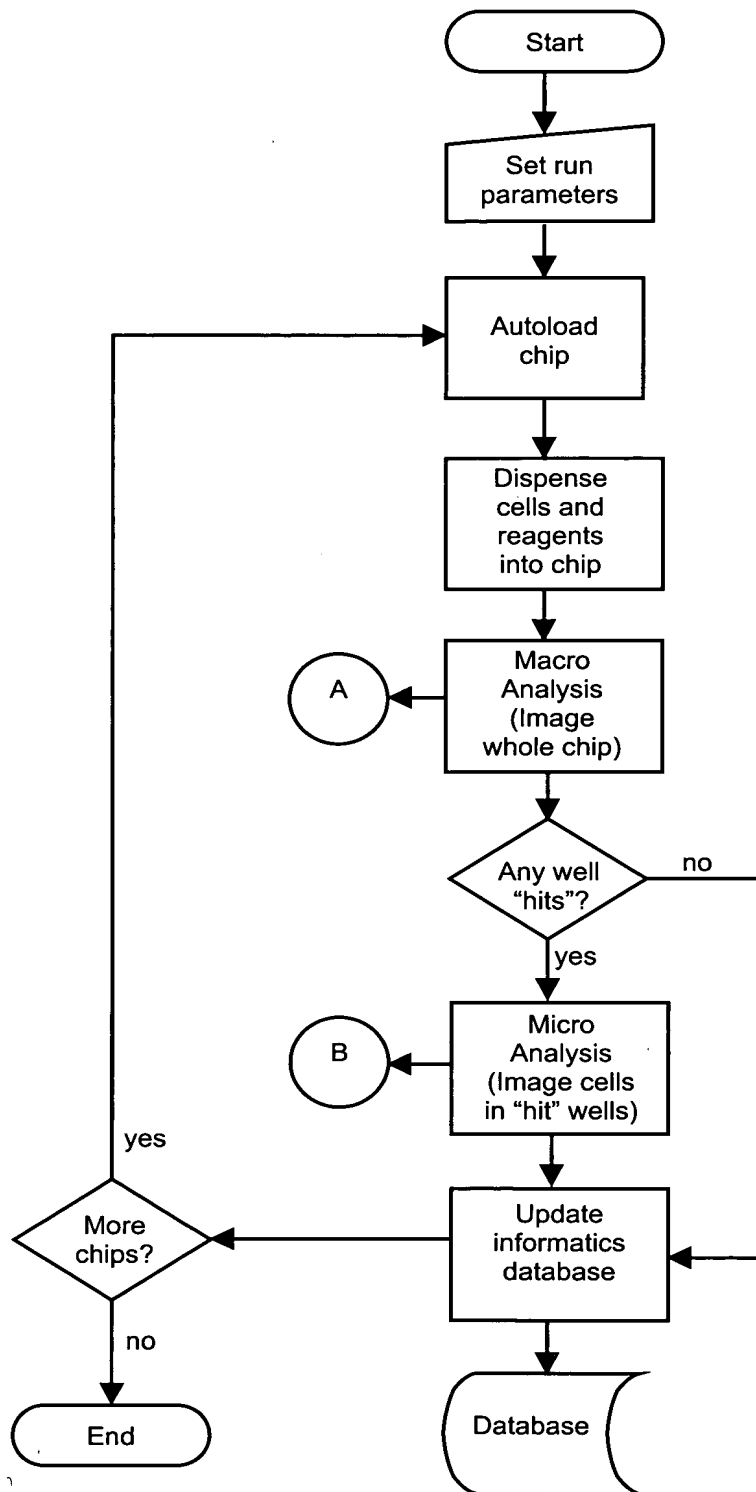 Start
Set run
parameters
Autoload
chip
Dispense
cells and
reagents
into chip
Macro
Analysis
(Image
whole chip)
A
Any well
“hits”?
no
yes
Micro
Analysis
(Image cells
in “hit” wells)
B
yes
More
chips?
Update
informatics
database
no
End
Database